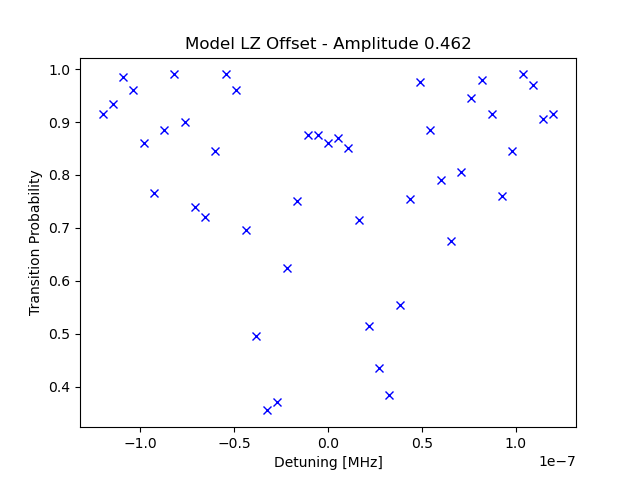 Model LZ Offset - Amplitude 0.462
1.0
0.9
0.8
0.7
0.6
0.5
0.4
Transition Probability
−1.0 −0.5 0.0 0.5 1.0
1e−7
Detuning [MHz]